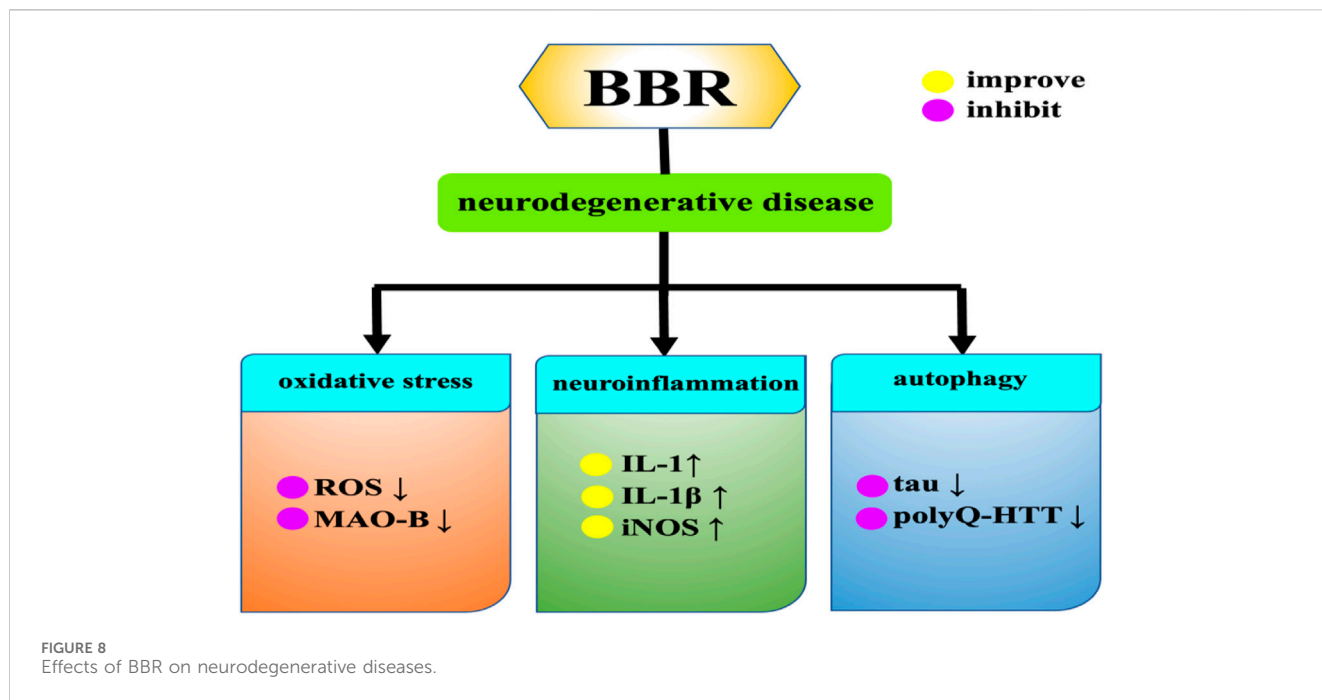 BBR
improve
inhibit
neurodegenerative disease
oxidative stress
ROS ↓
MAO-B ↓
neuroinflammation
IL-1↑
IL-1β ↑
iNOS ↑
autophagy
tau ↓
polyQ-HTT ↓
FIGURE 8
Effects of BBR on neurodegenerative diseases.